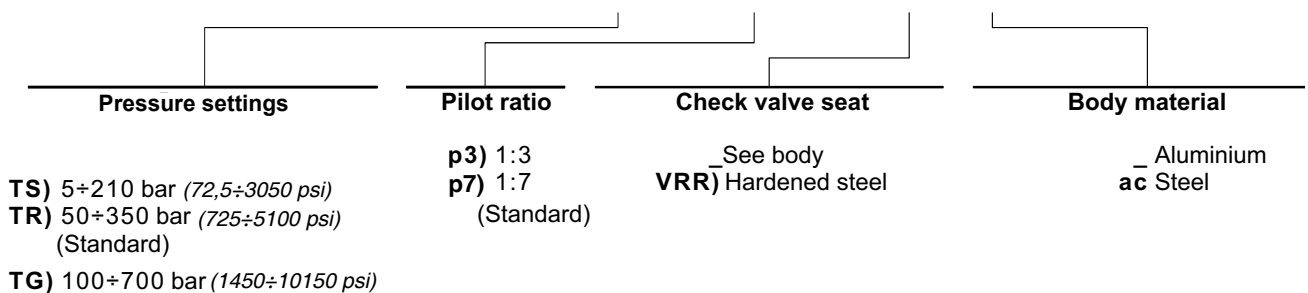 Pressure settings
TS) 5÷210 bar (72,5÷3050 psi)
TR) 50÷350 bar (725÷5100 psi)
(Standard)
TG) 100÷700 bar (1450÷10150 psi)
Pilot ratio
p3) 1:3
p7) 1:7
(Standard)
Check valve seat
_See body
VRR) Hardened steel
Body material
_ Aluminium
ac Steel